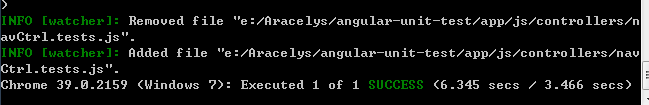 )
INFO [watcher]: Removed file "e:/Aracelys/angular-unit-test/app/js/controllers/n
avCtrl.tests.js".
INFO [watcher]: Added file "e:/Aracelys/angular-unit-test/app/js/controllers/nav
Ctrl.tests.js".
Chrome 39.0.2159 (Windows 7): Executed 1 of 1 SUCCESS (6.345 secs / 3.466 secs)